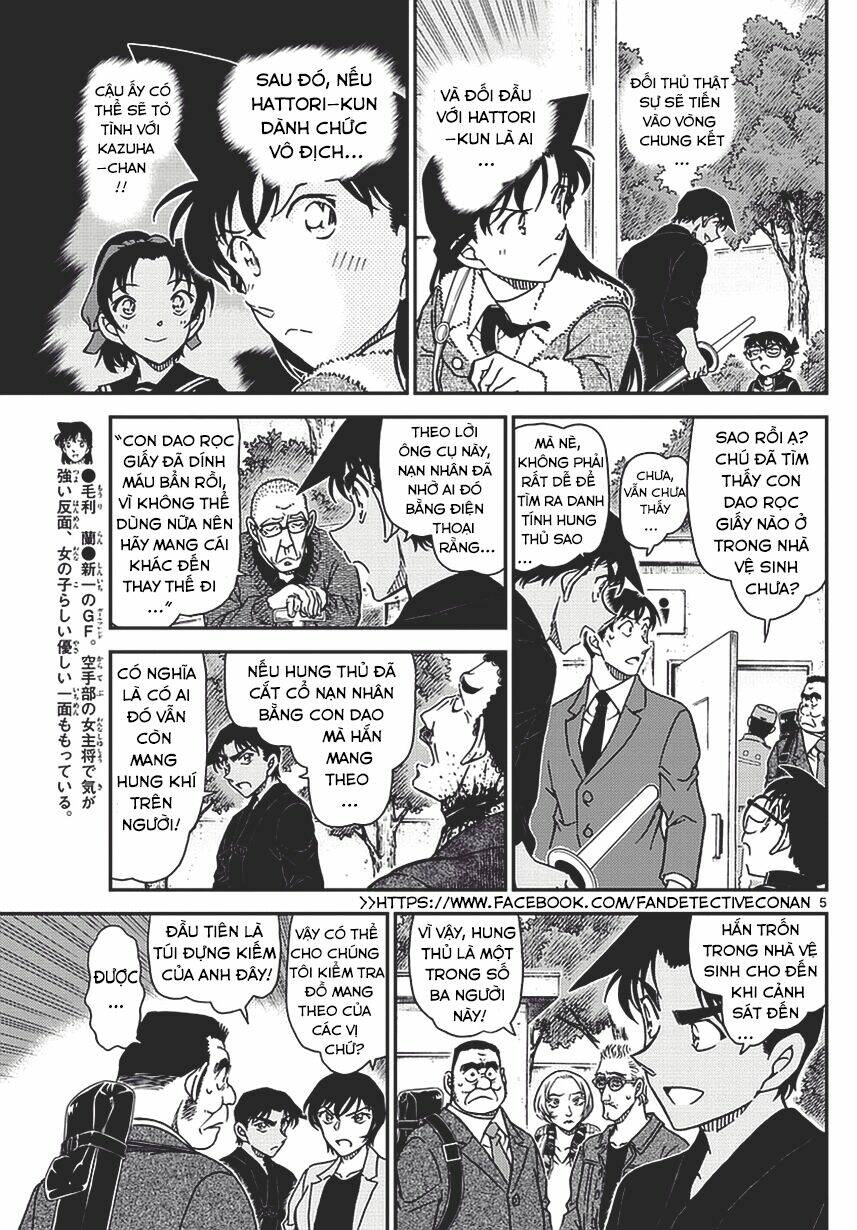 ĐỐI THỦ THẬT
SỰ SẼ TIẾN
VÀO VÒNG
CHUNG KẾT
...
VÀ ĐỐI ĐẦU
VỚI HATTORI
-KUN LÀ AI
...
SAU ĐÓ, NẾU
HATTORI-KUN
DÀNH CHỨC
VÔ ĐỊCH...
CẬU ẤY CÓ
THỂ SẼ TỎ
TÌNH VỚI
KAZUHA
-CHAN
!!
SAO RỒI Ạ?
CHÚ ĐÃ TÌM
THẤY CON
DAO RỌC
GIẤY NÀO Ở
TRONG NHÀ
VỆ SINH
CHƯA?
CHƯA,
VẪN CHƯA
THẤY ...
MÀ NÈ,
KHÔNG PHẢI
RẤT DỄ ĐỂ
TÌM RA DANH
TÍNH HUNG
THỦ SAO
...
THEO LỜI
ÔNG CỤ NÀY,
NẠN NHÂN ĐÃ
NHỜ AI ĐÓ
BẰNG ĐIỆN
THOẠI
RẰNG...
"CON DAO RỌC
GIẤY ĐÃ DÍNH
MÁU BẨN RỒI,
VÌ KHÔNG THỂ
DÙNG NỮA NÊN
HÃY MANG CÁI
KHÁC ĐẾN
THAY THẾ ĐI
..."
●毛利 蘭●新一のGF。空手部の女主将で気が
強い反面、女の子らしい優しい一面ももっている。
NẾU HUNG THỦ ĐÃ
CẮT CỔ NẠN NHÂN
BẰNG CON DAO
MÀ HẮN
MANG
THEO ...
CÓ NGHĨA
LÀ CÓ AI
ĐÓ VẪN
CÒN
MANG
HUNG KHÍ
TRÊN
NGƯỜI!
>>HTTPS://WWW.FACEBOOK.COM/FANDETECTIVECONAN 5
HẮN TRỐN
TRONG NHÀ VỆ
SINH CHO ĐẾN
KHI CẢNH
SÁT ĐẾN
...
VÌ VẬY, HUNG
THỦ LÀ MỘT
TRONG SỐ
BA NGƯỜI
NÀY!
VẬY CÓ THỂ
CHO CHÚNG
TÔI KIỂM TRA
ĐỒ MANG
THEO CỦA
CÁC VỊ
CHỨ?
ĐẦU TIÊN LÀ
TÚI ĐỰNG KIẾM
CỦA ANH ĐÂY!
ĐƯỢC
...